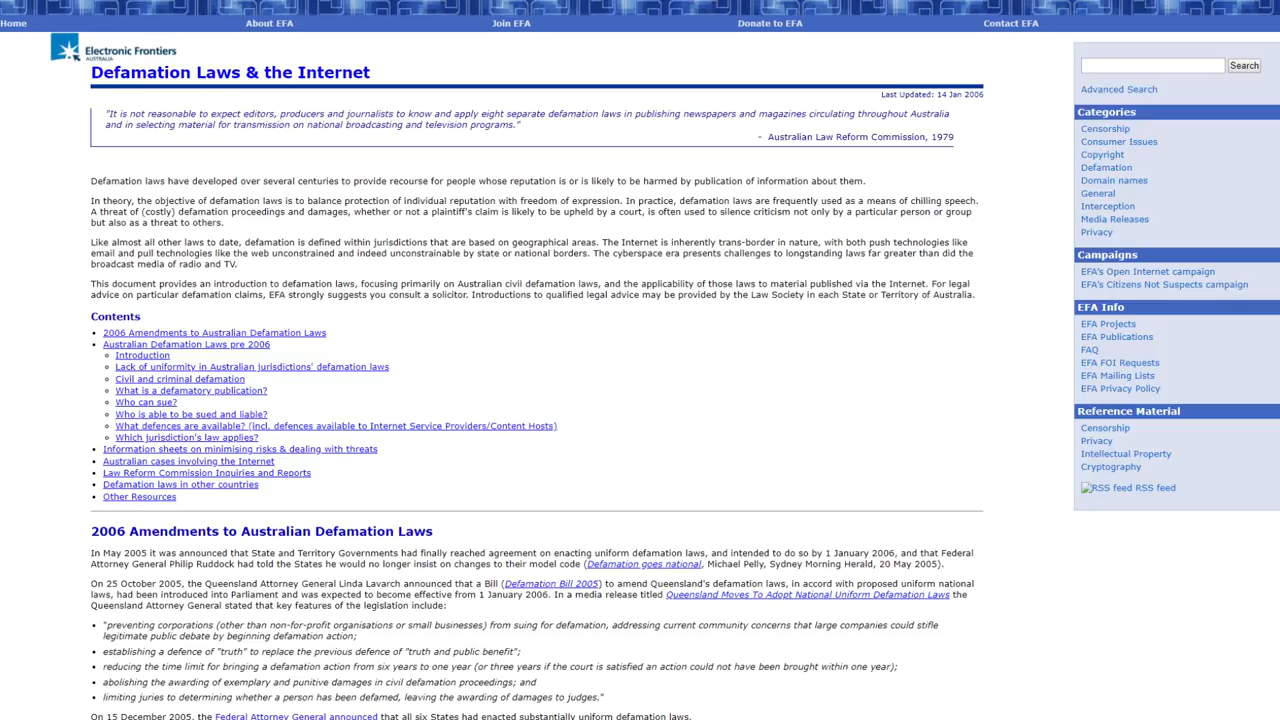 Home
About EFA
Join EFA
Donate to EFA
Contact EFA
Electronic Frontiers
AUSTRALIA
Defamation Laws & the Internet
Last Updated: 14 Jan 2006
"It is not reasonable to expect editors, producers and journalists to know and apply eight separate defamation laws in publishing newspapers and magazines circulating throughout Australia
and in selecting material for transmission on national broadcasting and television programs."
- Australian Law Reform Commission, 1979
Defamation laws have developed over several centuries to provide recourse for people whose reputation is or is likely to be harmed by publication of information about them.
In theory, the objective of defamation laws is to balance protection of individual reputation with freedom of expression. In practice, defamation laws are frequently used as a means of chilling speech.
A threat of (costly) defamation proceedings and damages, whether or not a plaintiff's claim is likely to be upheld by a court, is often used to silence criticism not only by a particular person or group
but also as a threat to others.
Like almost all other laws to date, defamation is defined within jurisdictions that are based on geographical areas. The Internet is inherently trans-border in nature, with both push technologies like
email and pull technologies like the web unconstrained and indeed unconstrainable by state or national borders. The cyberspace era presents challenges to longstanding laws far greater than did the
broadcast media of radio and TV.
This document provides an introduction to defamation laws, focusing primarily on Australian civil defamation laws, and the applicability of those laws to material published via the Internet. For legal
advice on particular defamation claims, EFA strongly suggests you consult a solicitor. Introductions to qualified legal advice may be provided by the Law Society in each State or Territory of Australia.
Contents
• 2006 Amendments to Australian Defamation Laws
• Australian Defamation Laws pre 2006
Introduction
Lack of uniformity in Australian jurisdictions' defamation laws
Civil and criminal defamation
What is a defamatory publication?
Who can sue?
Who is able to be sued and liable?
What defences are available? (incl. defences available to Internet Service Providers/Content Hosts)
Which jurisdiction's law applies?
• Information sheets on minimising risks & dealing with threats
• Australian cases involving the Internet
• Law Reform Commission Inquiries and Reports
• Defamation laws in other countries
• Other Resources
2006 Amendments to Australian Defamation Laws
In May 2005 it was announced that State and Territory Governments had finally reached agreement on enacting uniform defamation laws, and intended to do so by 1 January 2006, and that Federal
Attorney General Philip Ruddock had told the States he would no longer insist on changes to their model code (Defamation goes national, Michael Pelly, Sydney Morning Herald, 20 May 2005).
On 25 October 2005, the Queensland Attorney General Linda Lavarch announced that a Bill (Defamation Bill 2005) to amend Queensland's defamation laws, in accord with proposed uniform national
laws, had been introduced into Parliament and was expected to become effective from 1 January 2006. In a media release titled Queensland Moves To Adopt National Uniform Defamation Laws the
Queensland Attorney General stated that key features of the legislation include:
• "preventing corporations (other than non-for-profit organisations or small businesses) from suing for defamation, addressing current community concerns that large companies could stifle
legitimate public debate by beginning defamation action;
• establishing a defence of "truth" to replace the previous defence of "truth and public benefit";
• reducing the time limit for bringing a defamation action from six years to one year (or three years if the court is satisfied an action could not have been brought within one year);
• abolishing the awarding of exemplary and punitive damages in civil defamation proceedings; and
• limiting juries to determining whether a person has been defamed, leaving the awarding of damages to judges."
On 15 December 2005, the Federal Attorney General announced that all six States had enacted substantially uniform defamation laws.
Search
Advanced Search
Categories
Censorship
Consumer Issues
Copyright
Defamation
Domain names
General
Interception
Media Releases
Privacy
Campaigns
EFA's Open Internet campaign
EFA's Citizens Not Suspects campaign
EFA Info
EFA Projects
EFA Publications
FAQ
EFA FOI Requests
EFA Mailing Lists
EFA Privacy Policy
Reference Material
Censorship
Privacy
Intellectual Property
Cryptography
RSS feed RSS feed